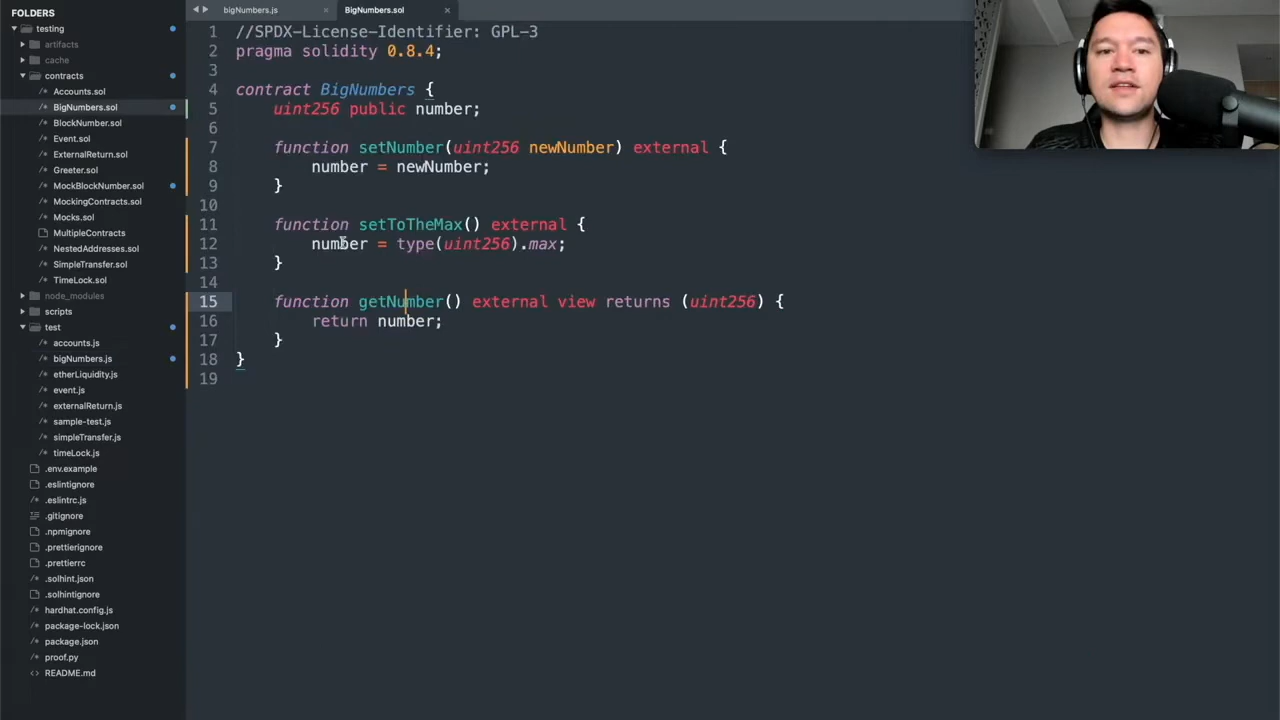 FOLDERS
testing
artifacts
cache
contracts
Accounts.sol
BigNumbers.sol
BlockNumber.sol
Event.sol
ExternalReturn.sol
Greeter.sol
MockBlockNumber.sol
MockingContracts.sol
Mocks.sol
MultipleContracts
NestedAddresses.sol
SimpleTransfer.sol
TimeLock.sol
node_modules
scripts
test
accounts.js
bigNumbers.js
etherLiquidity.js
event.js
externalReturn.js
sample-test.js
simpleTransfer.js
timeLock.js
.env.example
.eslintignore
.eslintrc.js
.gitignore
.npmignore
.prettierignore
.prettierrc
.solhint.json
.solhintignore
hardhat.config.js
package-lock.json
package.json
proof.py
README.md
bigNumbers.js
BigNumbers.sol
1 //SPDX-License-Identifier: GPL-3
2 pragma solidity 0.8.4;
3
4 contract BigNumbers {
5 uint256 public number;
6
7 function setNumber(uint256 newNumber) external {
8 number = newNumber;
9 }
10
11 function setToTheMax() external {
12 number = type(uint256).max;
13 }
14
15 function getNumber() external view returns (uint256) {
16 return number;
17 }
18 }
19